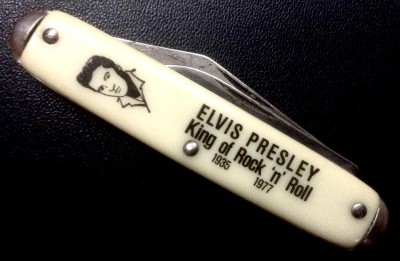 ELVIS PRESLEY
King of Rock 'n' Roll
1935 1977